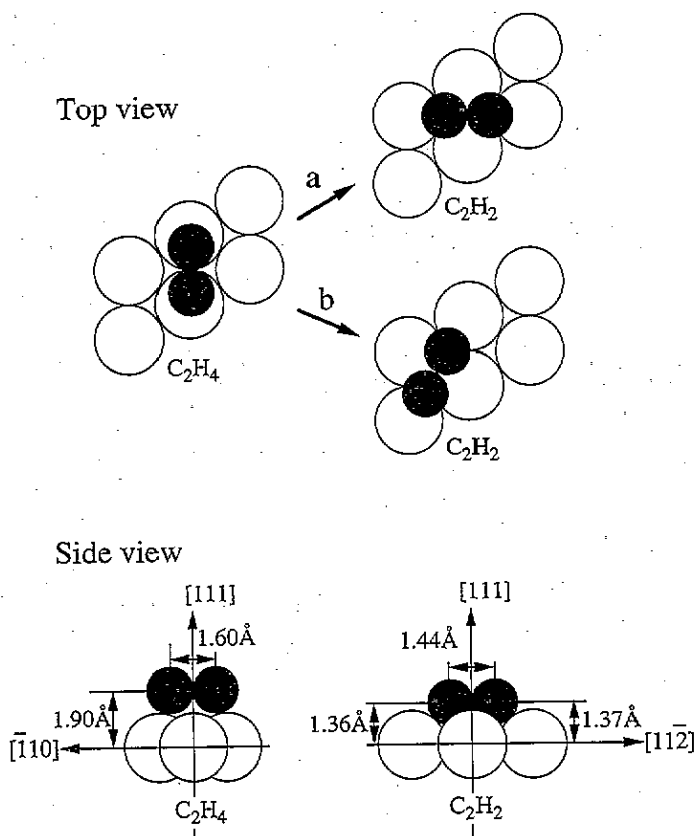 Top view
a
C₂H₂
b
C₂H₄
C₂H₂
Side view
[111]
1.60Å
1.90Å
[1̅10]
C₂H₄
[111]
1.44Å
1.36Å
1.37Å
[112̅]
C₂H₂